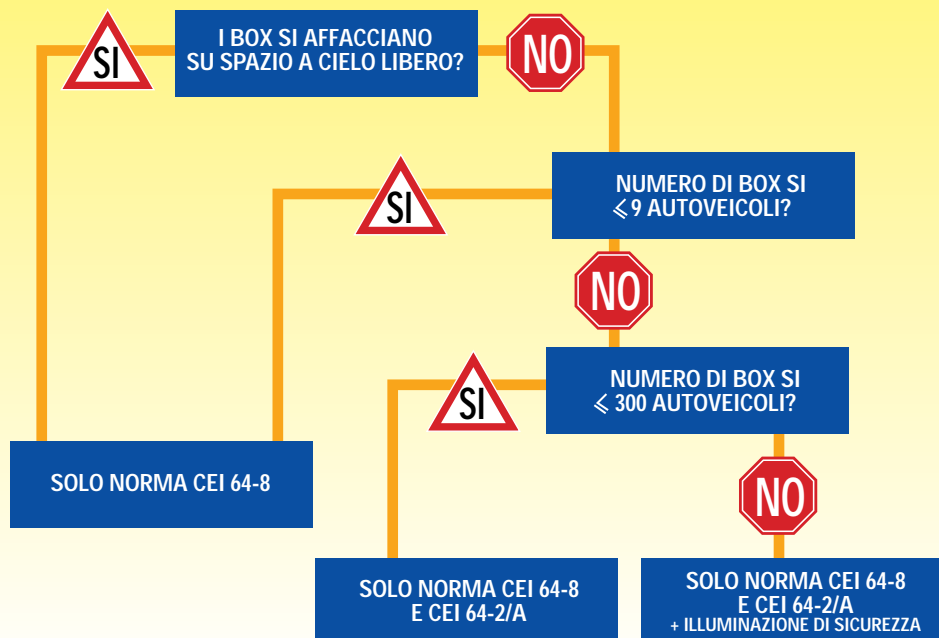 SI
I BOX SI AFFACCIANO
SU SPAZIO A CIELO LIBERO?
NO
SI
NUMERO DI BOX SI
⩽ 9 AUTOVEICOLI?
NO
SI
NUMERO DI BOX SI
⩽ 300 AUTOVEICOLI?
SOLO NORMA CEI 64-8
NO
SOLO NORMA CEI 64-8
E CEI 64-2/A
SOLO NORMA CEI 64-8
E CEI 64-2/A
+ ILLUMINAZIONE DI SICUREZZA